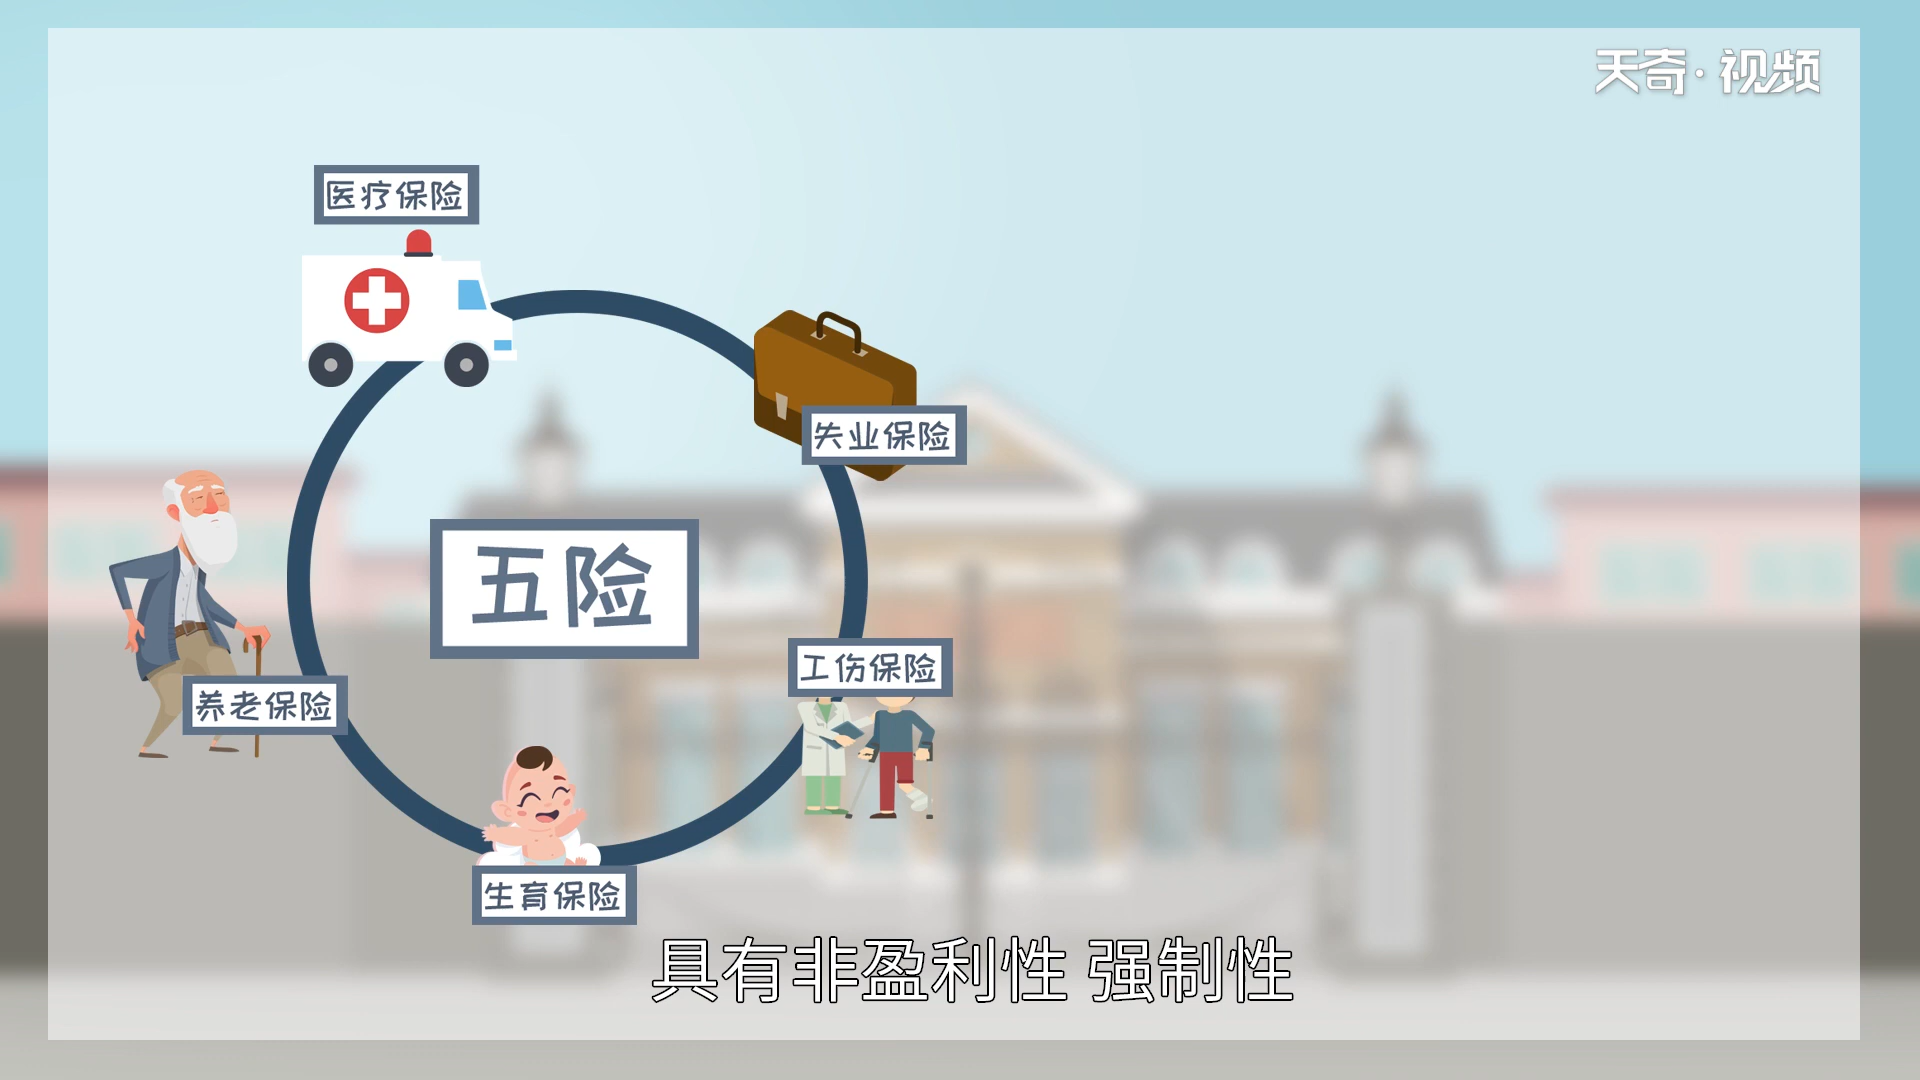 天奇·视频
医疗保险
失业保险
五险
工伤保险
养老保险
生育保险
具有非盈利性 强制性